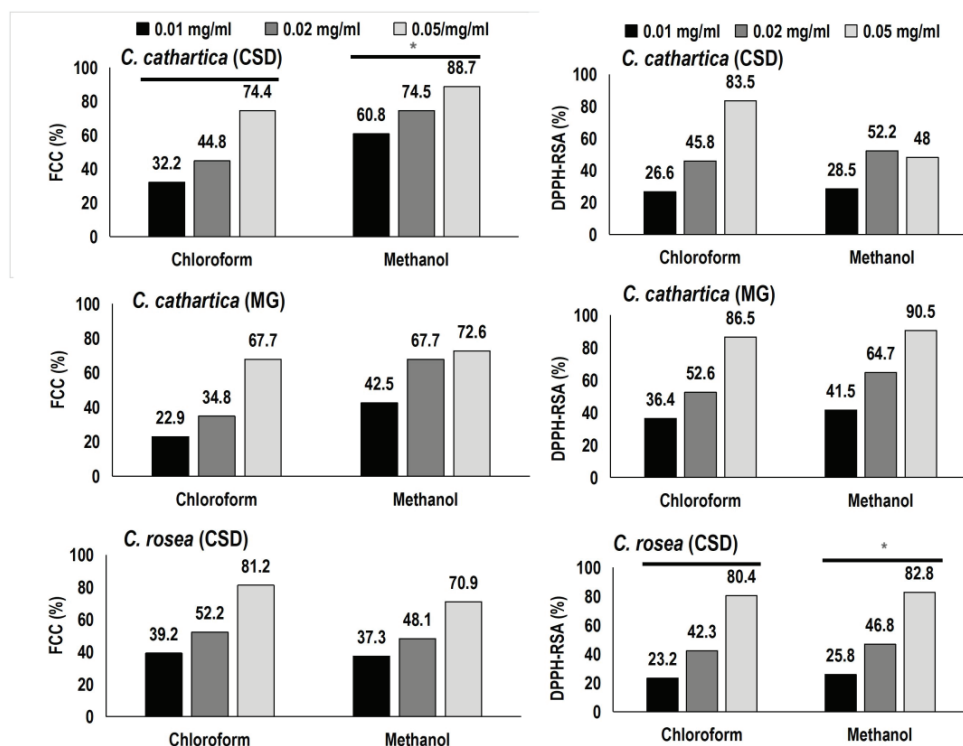 0.01 mg/ml 0.02 mg/ml 0.05/mg/ml
C. cathartica (CSD)
*
FCC (%)
100
80
60
40
20
0
32.2 44.8 74.4
60.8 74.5 88.7
Chloroform Methanol
0.01 mg/ml 0.02 mg/ml 0.05 mg/ml
C. cathartica (CSD)
DPPH-RSA (%)
100
80
60
40
20
0
26.6 45.8 83.5
28.5 52.2 48
Chloroform Methanol
C. cathartica (MG)
FCC (%)
100
80
60
40
20
0
22.9 34.8 67.7
42.5 67.7 72.6
Chloroform Methanol
C. cathartica (MG)
DPPH-RSA (%)
100
80
60
40
20
0
36.4 52.6 86.5
41.5 64.7 90.5
Chloroform Methanol
C. rosea (CSD)
FCC (%)
100
80
60
40
20
0
39.2 52.2 81.2
37.3 48.1 70.9
Chloroform Methanol
C. rosea (CSD)
*
DPPH-RSA (%)
100
80
60
40
20
0
23.2 42.3 80.4
25.8 46.8 82.8
Chloroform Methanol